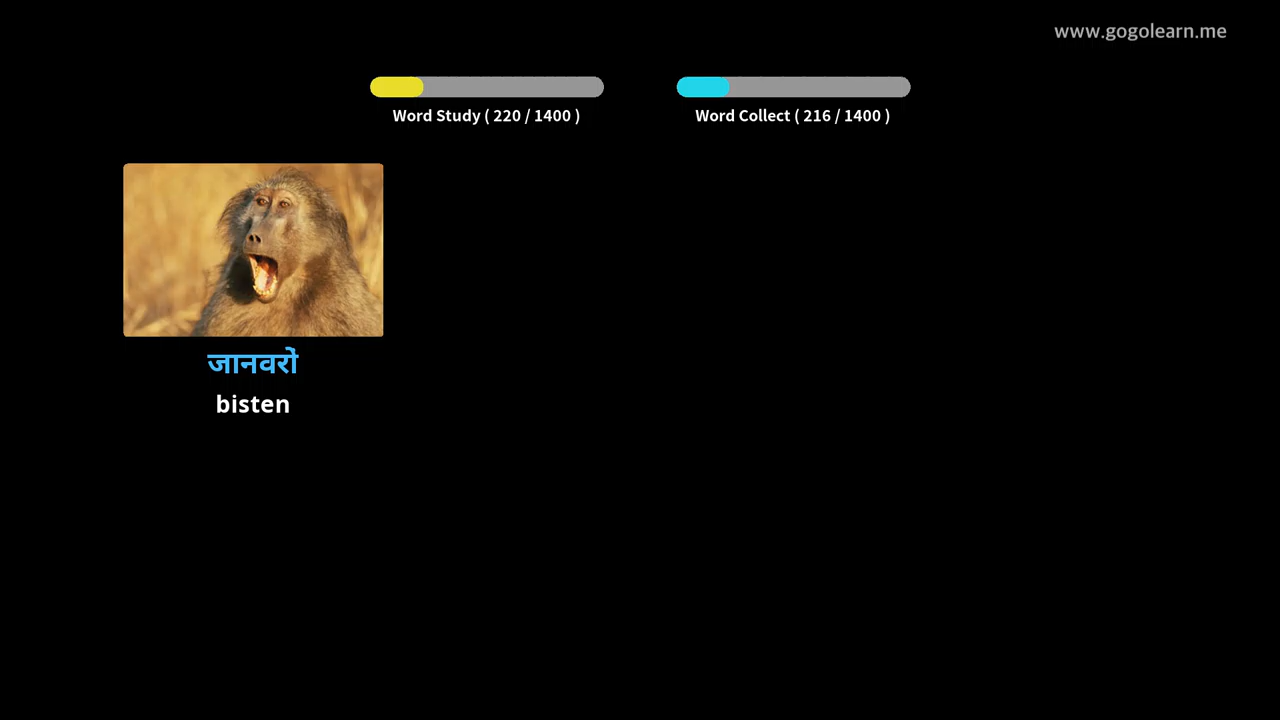 www.gogolearn.me
Word Study ( 220 / 1400 )
Word Collect ( 216 / 1400 )
जानवरों
bisten